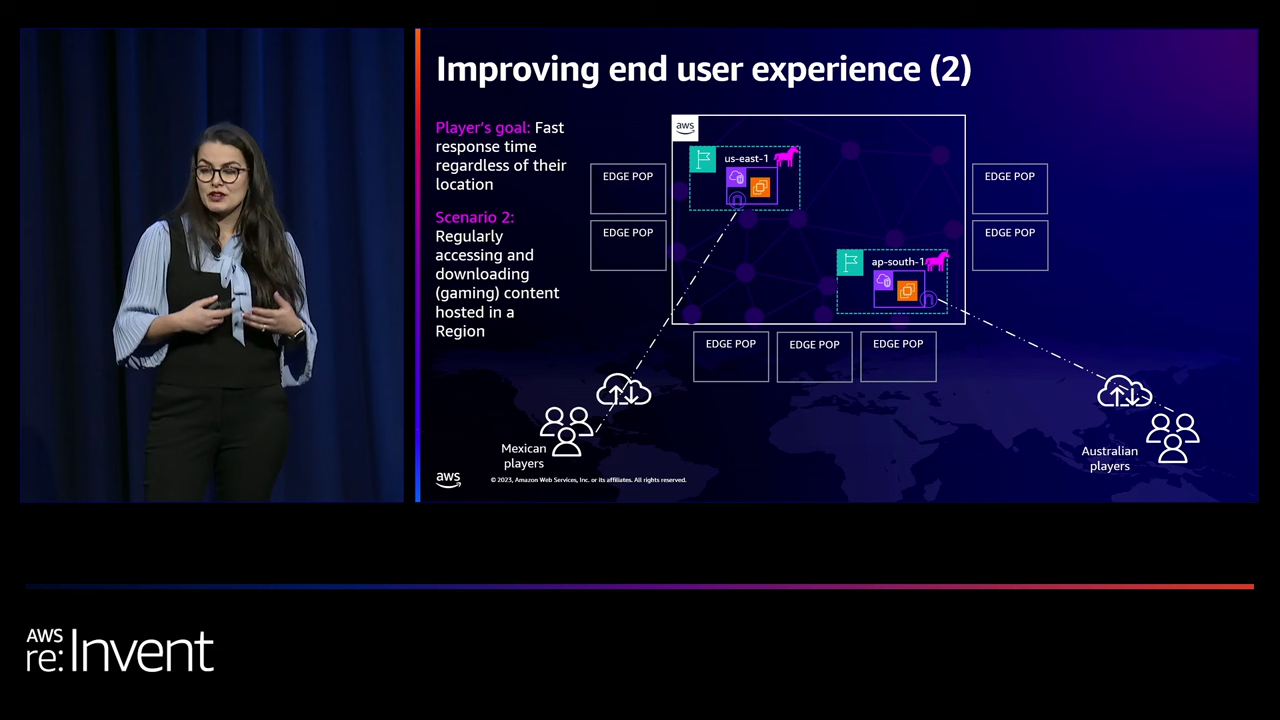 Improving end user experience (2)
Player's goal: Fast
response time
regardless of their
location
Scenario 2:
Regularly
accessing and
downloading
(gaming) content
hosted in a
Region
aws
us-east-1
ap-south-1
EDGE POP
EDGE POP
EDGE POP
EDGE POP
EDGE POP
EDGE POP
EDGE POP
Mexican
players
Australian
players
aws
© 2023, Amazon Web Services, Inc. or its affiliates. All rights reserved.
AWS
re:Invent